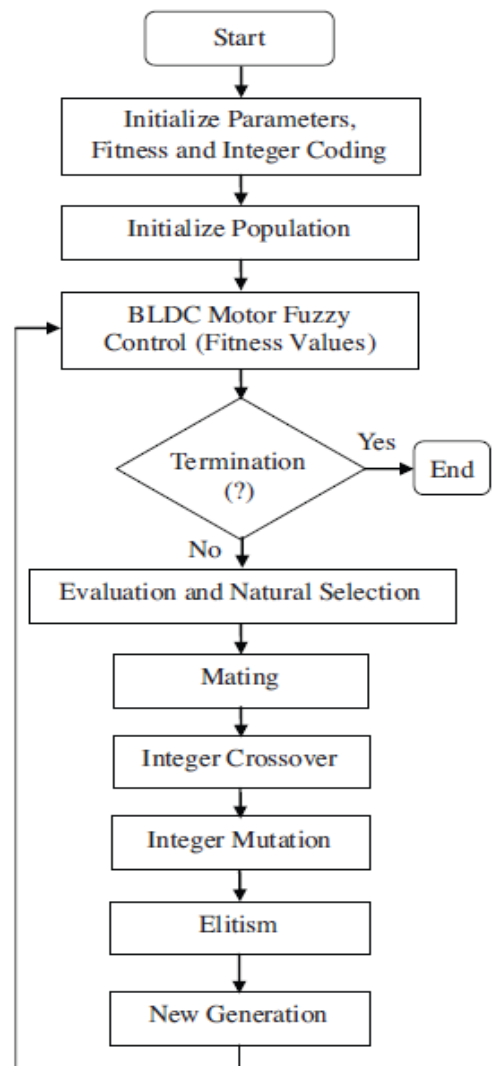 Start
Initialize Parameters,
Fitness and Integer Coding
Initialize Population
BLDC Motor Fuzzy
Control (Fitness Values)
Termination
(?)
Yes
End
No
Evaluation and Natural Selection
Mating
Integer Crossover
Integer Mutation
Elitism
New Generation